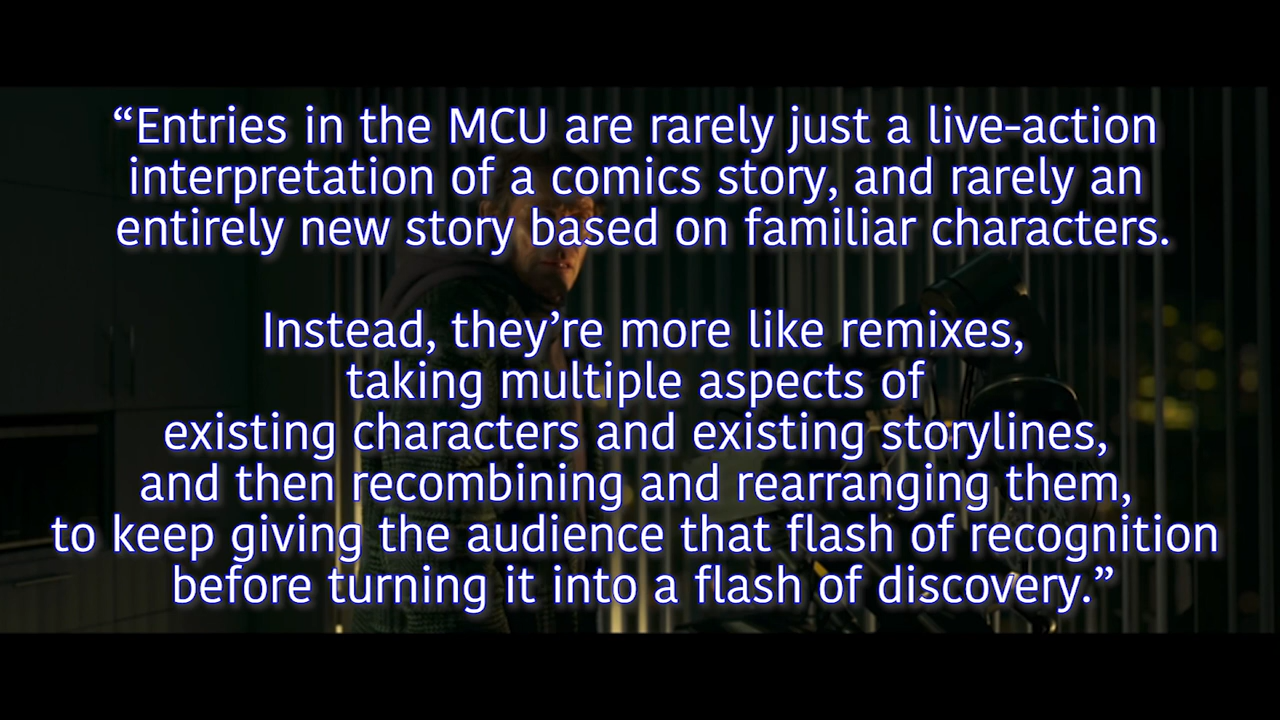 “Entries in the MCU are rarely just a live-action
interpretation of a comics story, and rarely an
entirely new story based on familiar characters.
Instead, they’re more like remixes,
taking multiple aspects of
existing characters and existing storylines,
and then recombining and rearranging them,
to keep giving the audience that flash of recognition
before turning it into a flash of discovery.”